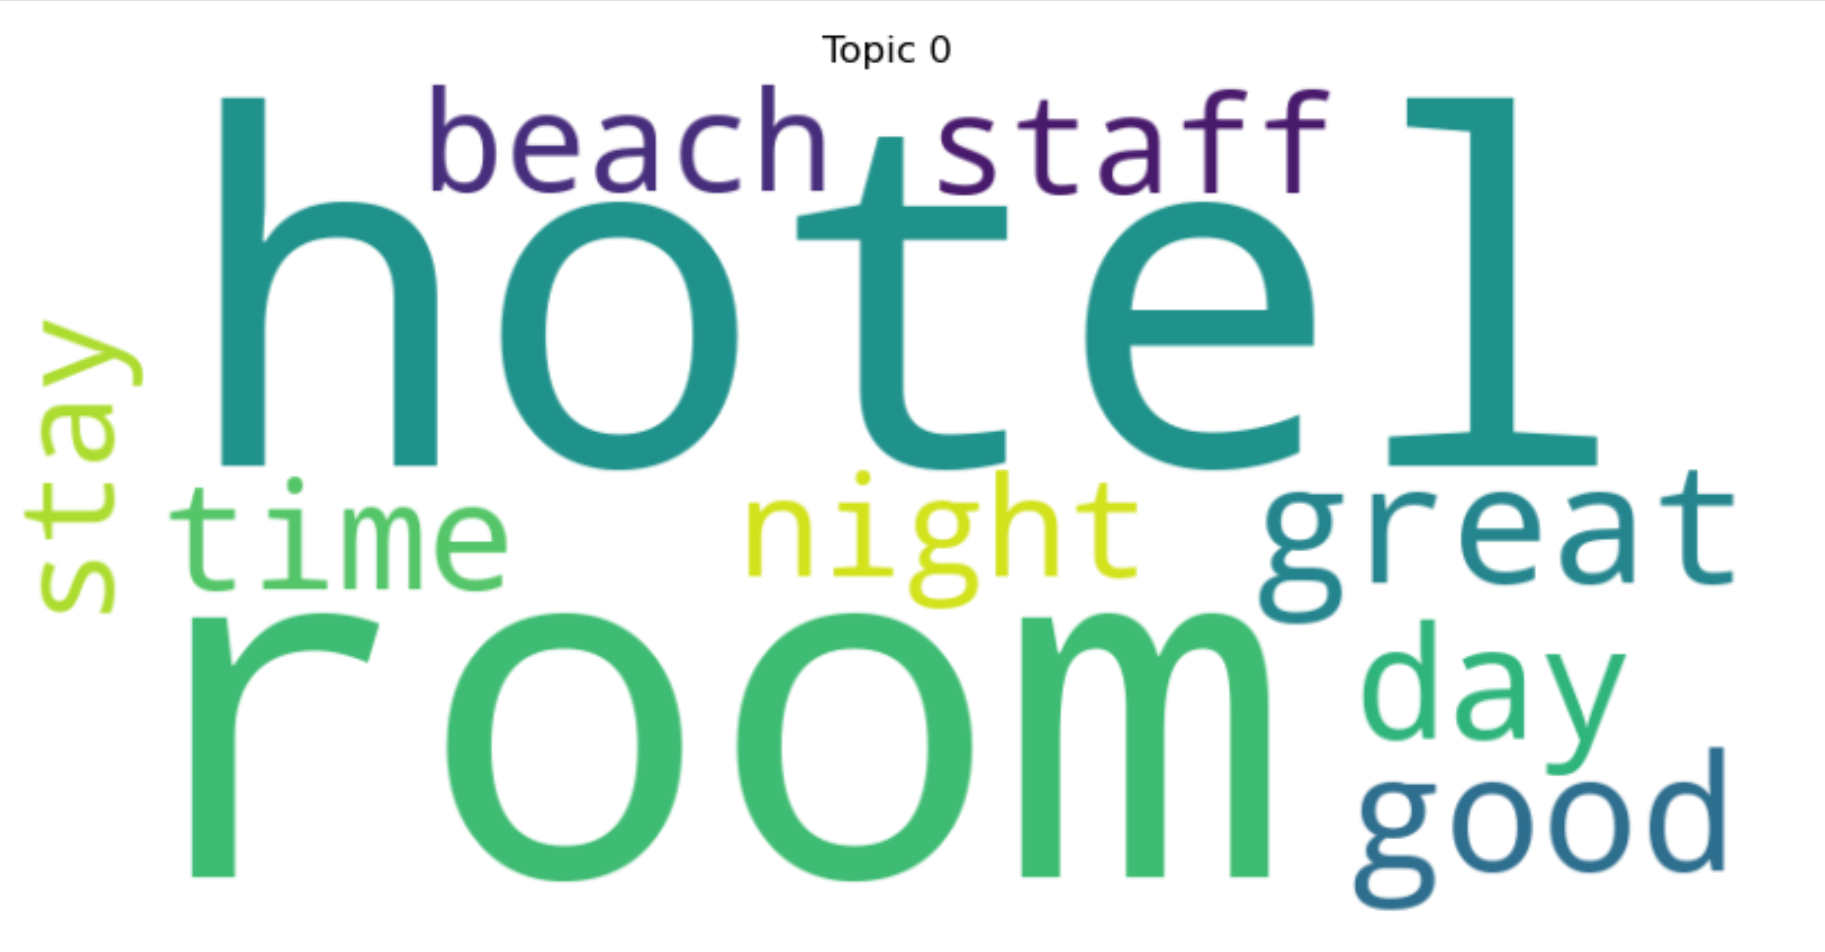 Topic 0
beach staff
hotel
stay
time night great
room
day
good